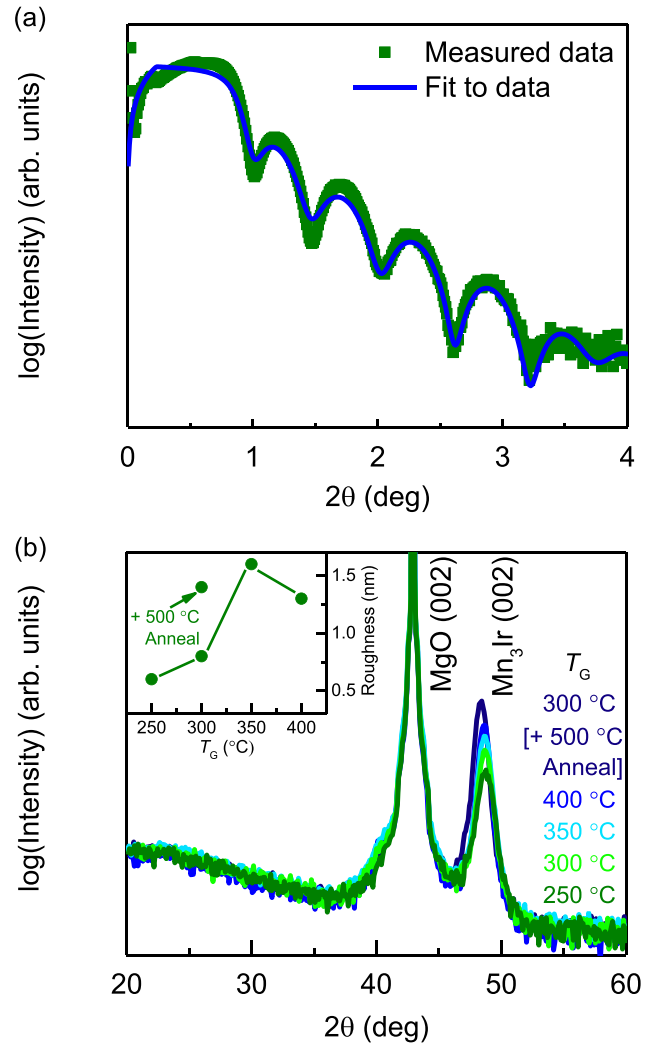 (a)
Measured data
Fit to data
log(Intensity) (arb. units)
0 1 2 3 4
2θ (deg)
(b)
+ 500 °C
Anneal
1.5
1.0
0.5
Roughness (nm)
250 300 350 400
T_G (°C)
MgO (002)
Mn₃Ir (002)
T_G
300 °C
[+ 500 °C
Anneal]
400 °C
350 °C
300 °C
250 °C
log(Intensity) (arb. units)
20 30 40 50 60
2θ (deg)